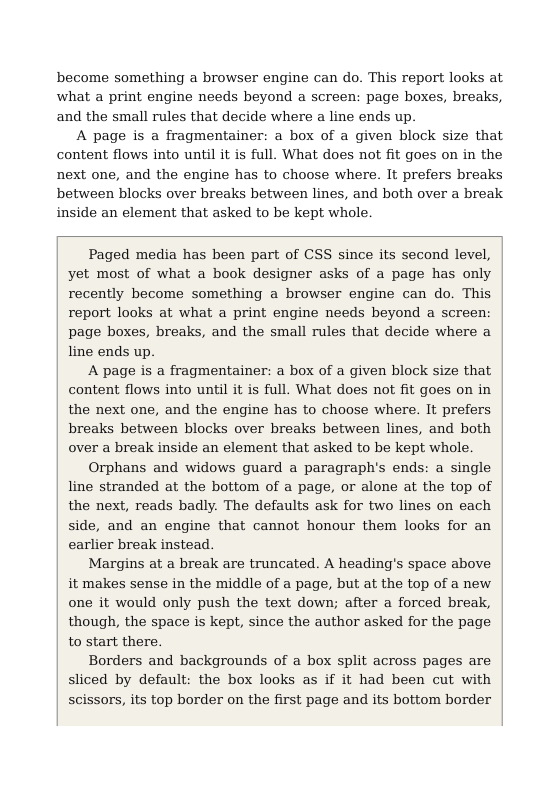 become something a browser engine can do. This report looks at
what a print engine needs beyond a screen: page boxes, breaks,
and the small rules that decide where a line ends up.
A page is a fragmentainer: a box of a given block size that
content flows into until it is full. What does not fit goes on in the
next one, and the engine has to choose where. It prefers breaks
between blocks over breaks between lines, and both over a break
inside an element that asked to be kept whole.
Paged media has been part of CSS since its second level,
yet most of what a book designer asks of a page has only
recently become something a browser engine can do. This
report looks at what a print engine needs beyond a screen:
page boxes, breaks, and the small rules that decide where a
line ends up.
A page is a fragmentainer: a box of a given block size that
content flows into until it is full. What does not fit goes on in
the next one, and the engine has to choose where. It prefers
breaks between blocks over breaks between lines, and both
over a break inside an element that asked to be kept whole.
Orphans and widows guard a paragraph's ends: a single
line stranded at the bottom of a page, or alone at the top of
the next, reads badly. The defaults ask for two lines on each
side, and an engine that cannot honour them looks for an
earlier break instead.
Margins at a break are truncated. A heading's space above
it makes sense in the middle of a page, but at the top of a new
one it would only push the text down; after a forced break,
though, the space is kept, since the author asked for the page
to start there.
Borders and backgrounds of a box split across pages are
sliced by default: the box looks as if it had been cut with
scissors, its top border on the first page and its bottom border